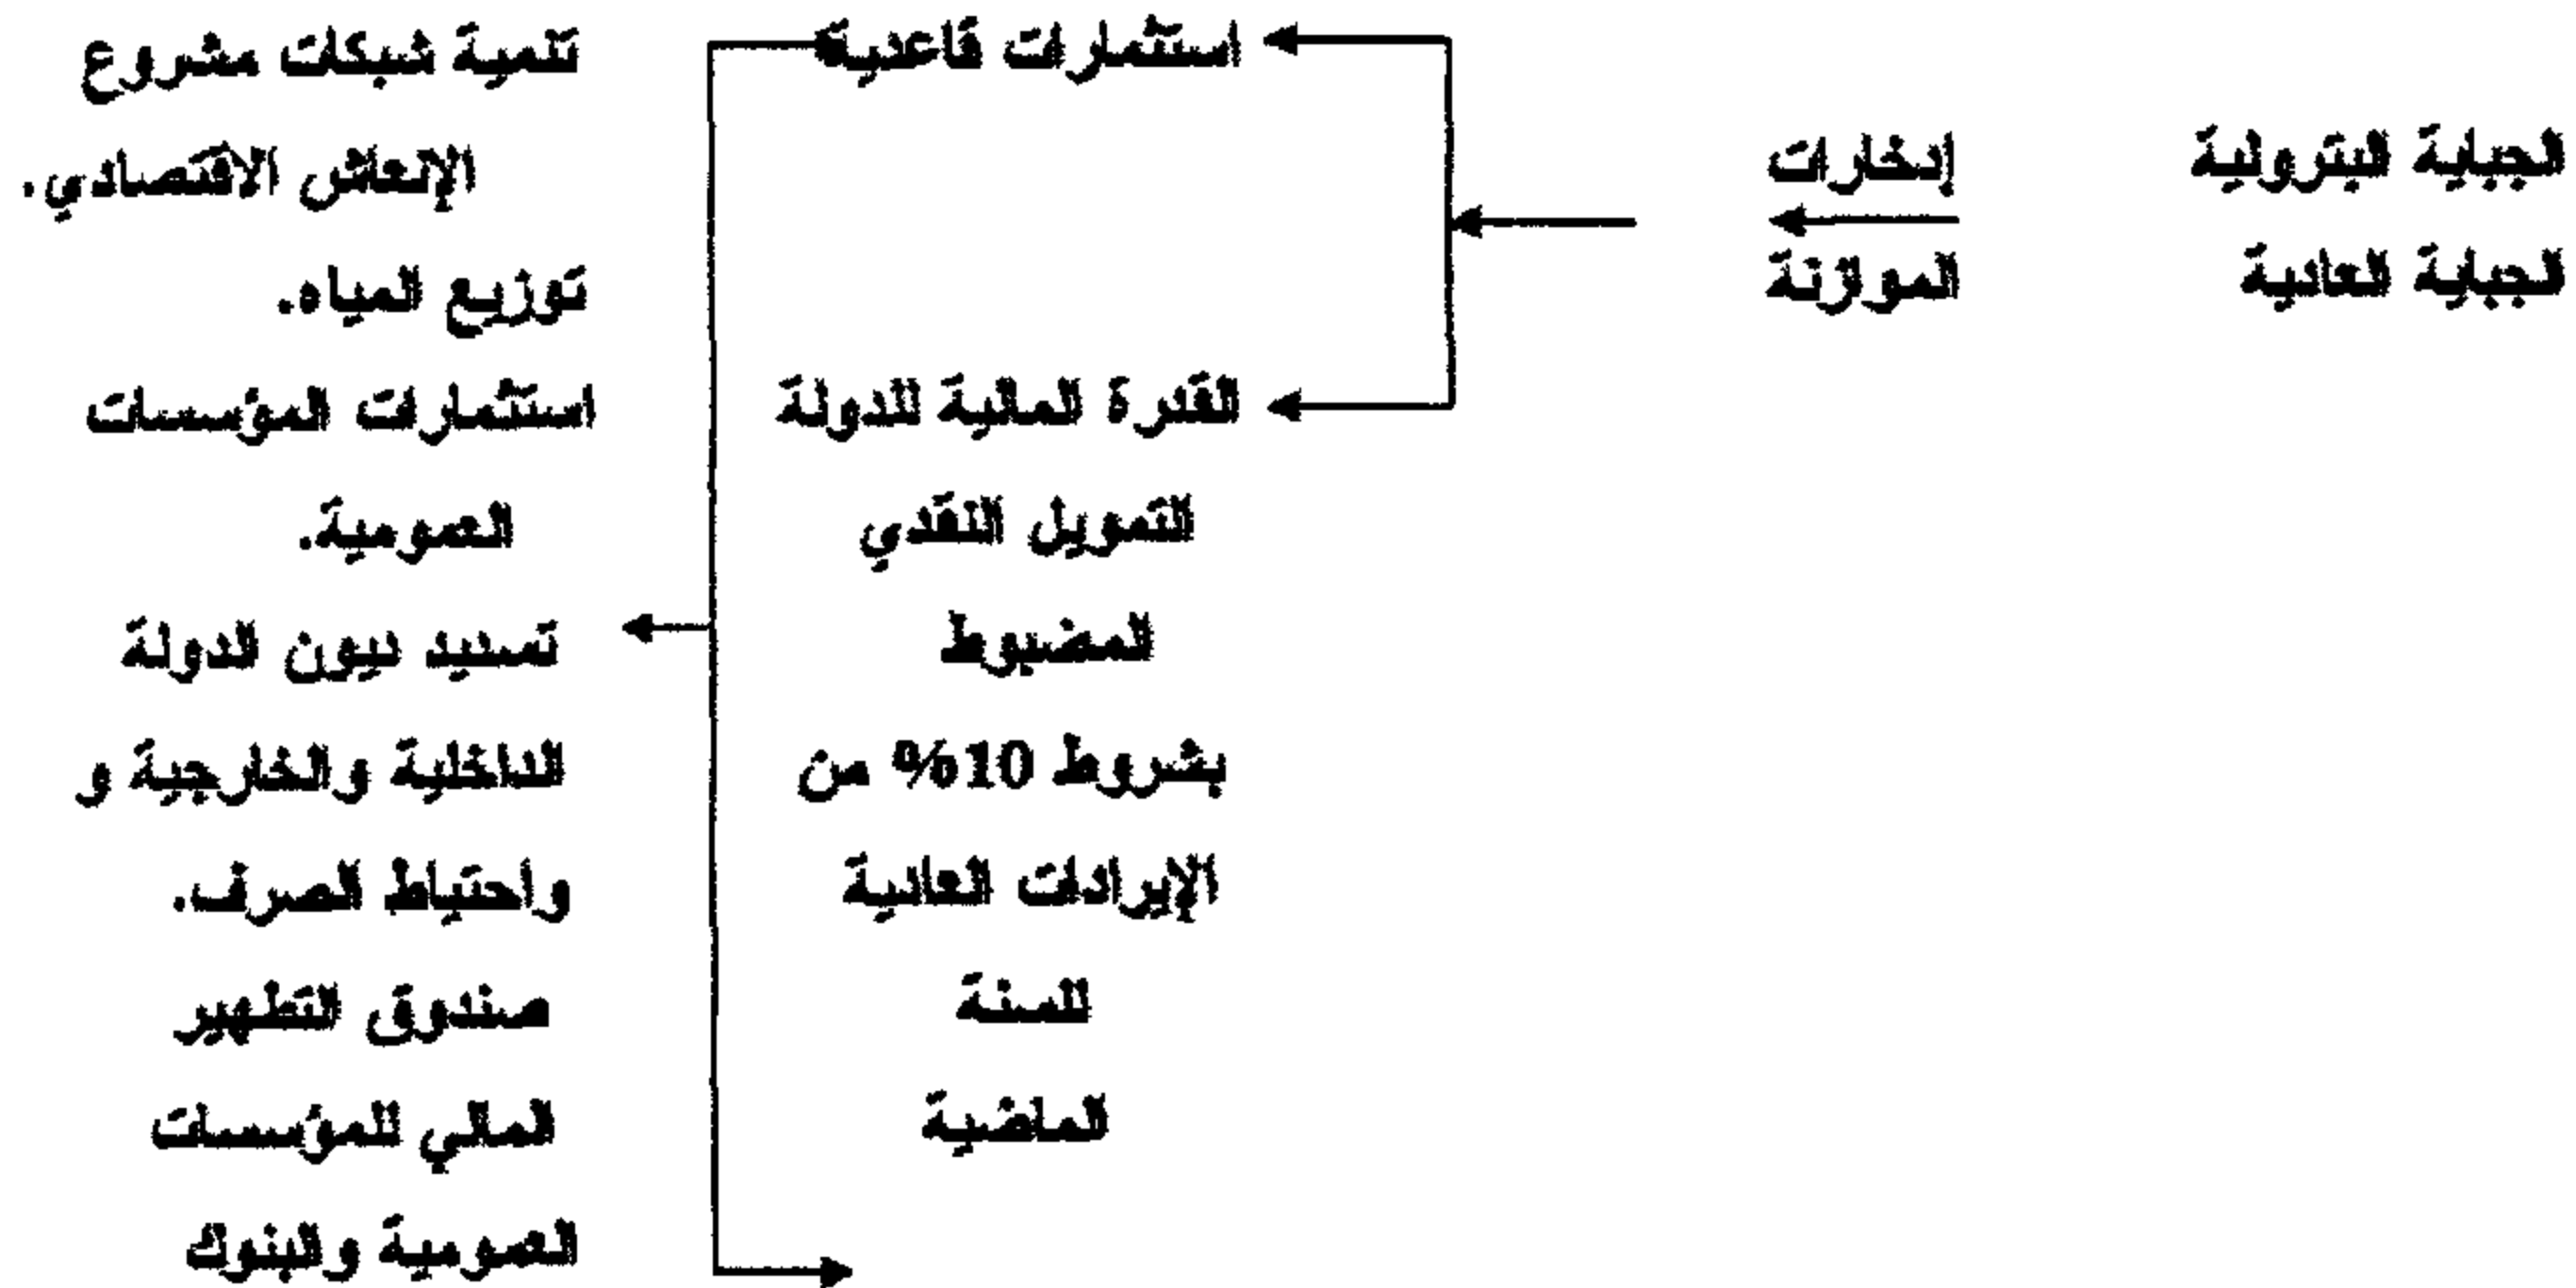 الجباية البترولية
الجباية العادية
إدخارات
الموازنة
استثمارات قاعدية
القدرة المالية للدولة
التمويل النقدي
المضبوط
بشروط 10% من
الإيرادات العادية
للسنة
الماضية
تنمية شبكات مشروع
الإنعاش الاقتصادي.
توزيع المياه.
استثمارات المؤسسات
العمومية.
تسديد ديون الدولة
الداخلية والخارجية و
واحتياط الصرف.
صندوق التطهير
المالي للمؤسسات
العمومية والبنوك